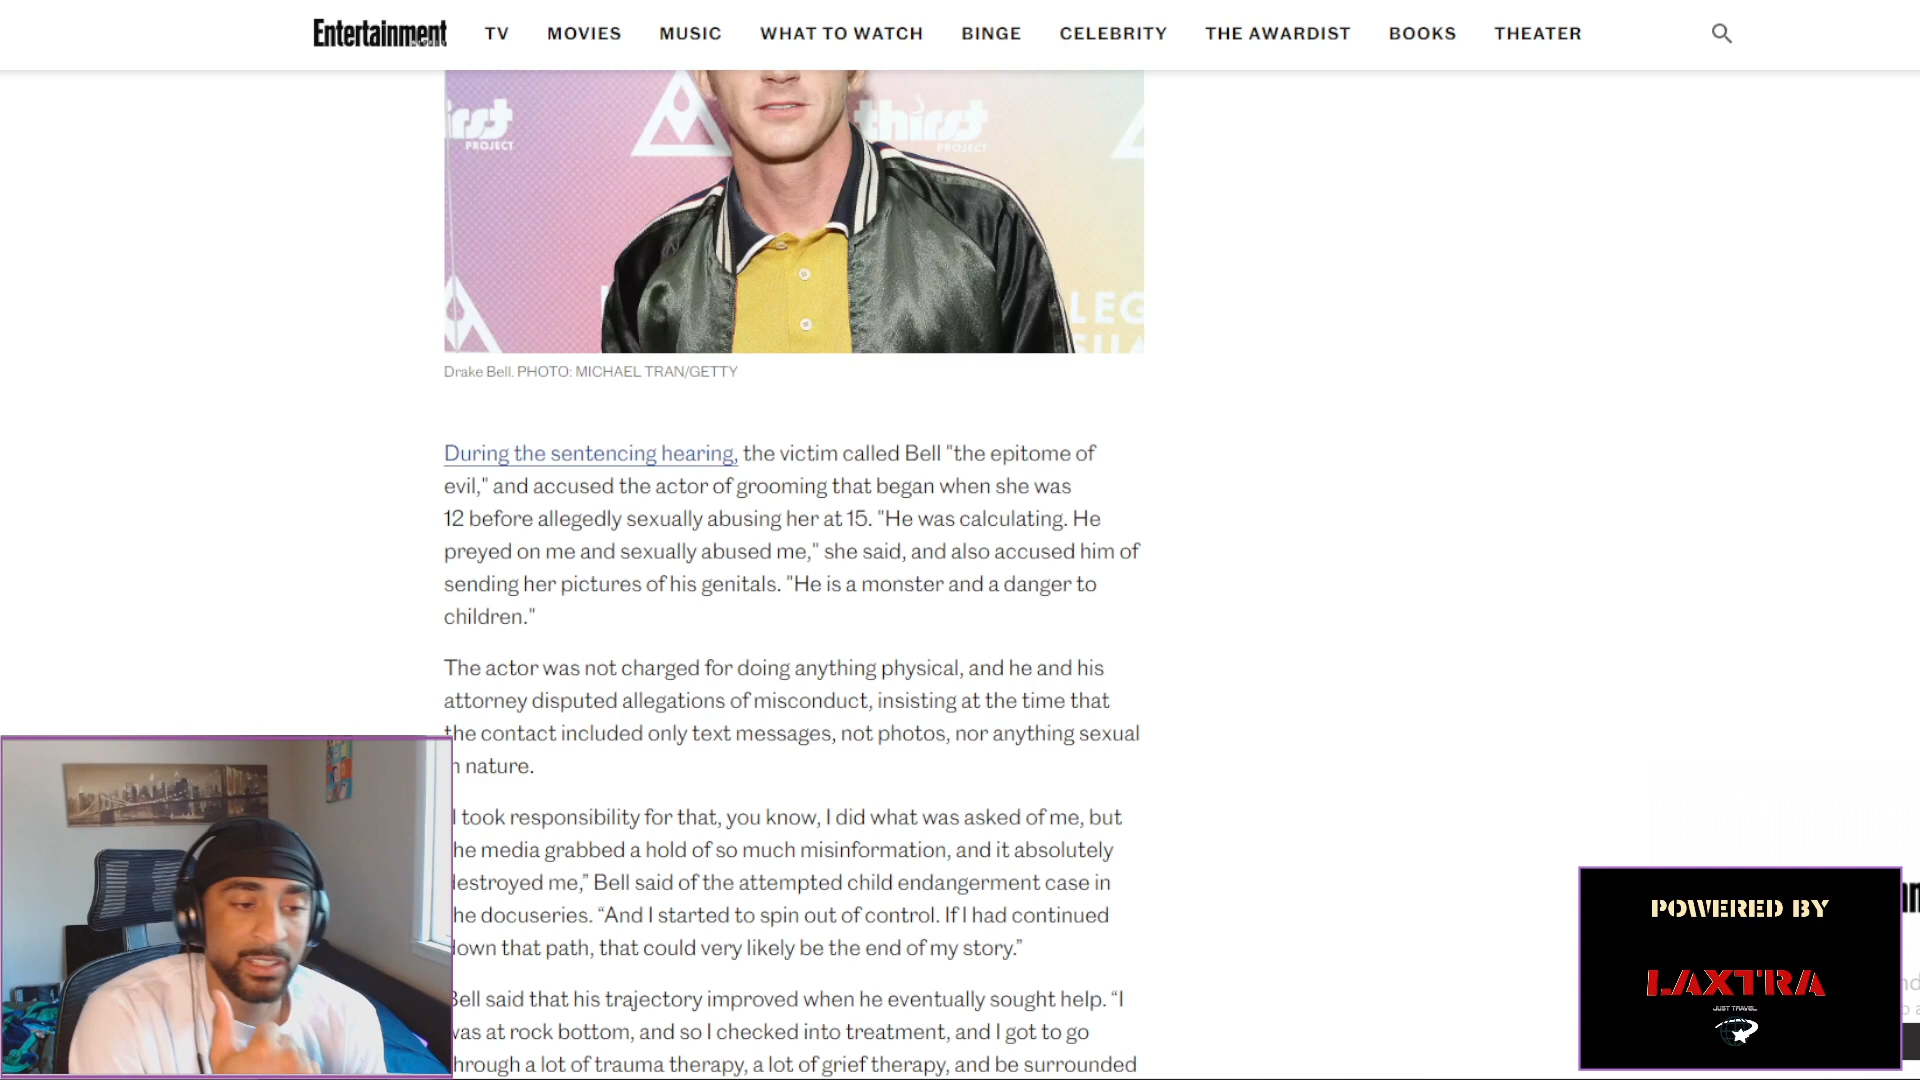 Entertainment
TV MOVIES MUSIC WHAT TO WATCH BINGE CELEBRITY THE AWARDIST BOOKS THEATER
irst
PROJECT
thirst
PROJECT
LEG
Drake Bell. PHOTO: MICHAEL TRAN/GETTY
During the sentencing hearing, the victim called Bell "the epitome of
evil," and accused the actor of grooming that began when she was
12 before allegedly sexually abusing her at 15. "He was calculating. He
preyed on me and sexually abused me," she said, and also accused him of
sending her pictures of his genitals. "He is a monster and a danger to
children."
The actor was not charged for doing anything physical, and he and his
attorney disputed allegations of misconduct, insisting at the time that
the contact included only text messages, not photos, nor anything sexual
n nature.
I took responsibility for that, you know, I did what was asked of me, but
he media grabbed a hold of so much misinformation, and it absolutely
destroyed me,” Bell said of the attempted child endangerment case in
he docuseries. “And I started to spin out of control. If I had continued
down that path, that could very likely be the end of my story.”
Bell said that his trajectory improved when he eventually sought help. “I
was at rock bottom, and so I checked into treatment, and I got to go
through a lot of trauma therapy, a lot of grief therapy, and be surrounded
POWERED BY
LAXTRA
JUST TRAVEL